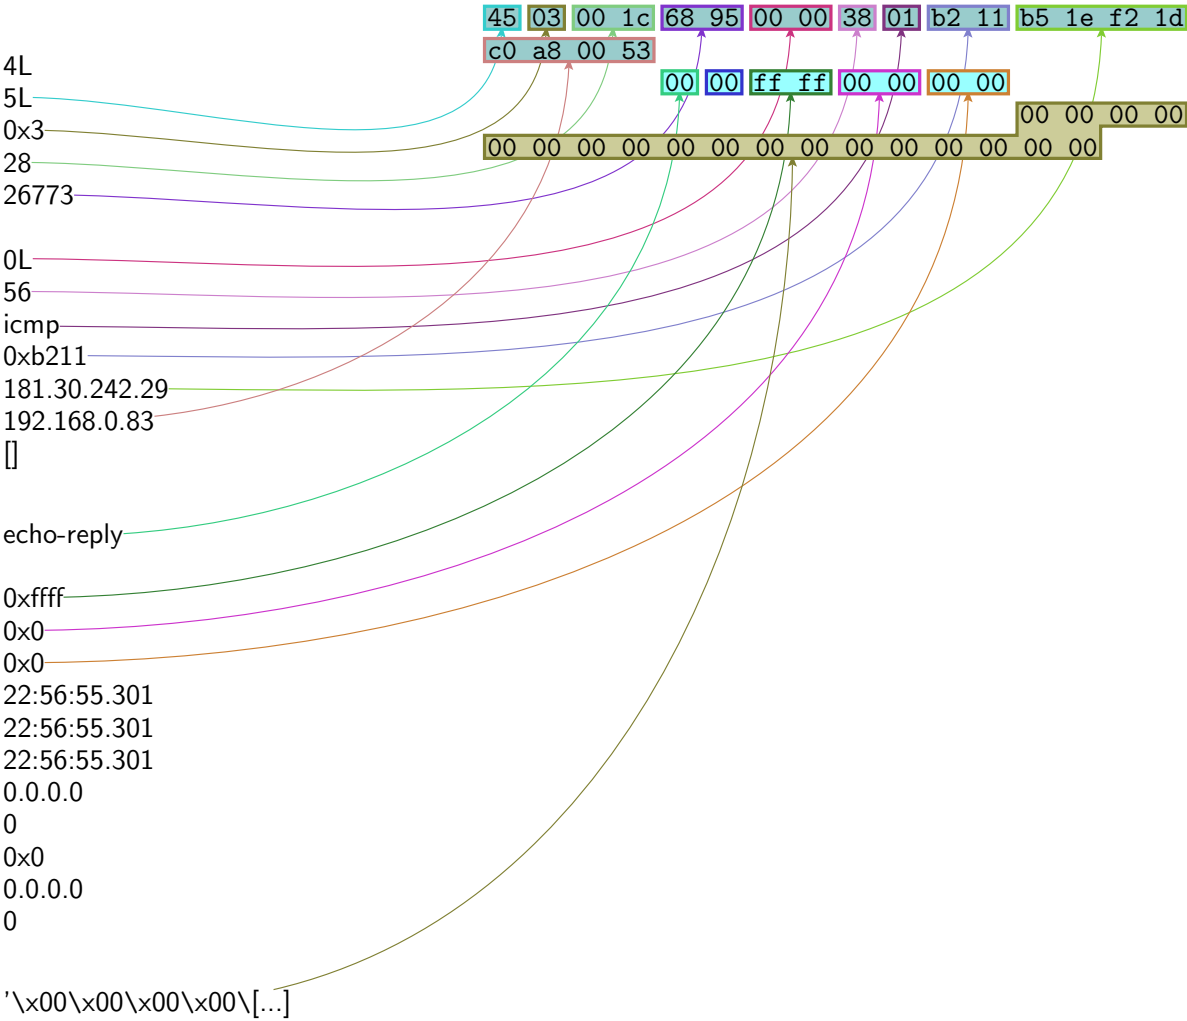 45 03 00 1c 68 95 00 00 38 01 b2 11 b5 1e f2 1d
c0 a8 00 53
4L
00 00 ff ff 00 00 00 00
5L
00 00 00 00
0x3
00 00 00 00 00 00 00 00 00 00 00 00 00 00
28
26773
0L
56
icmp
0xb211
181.30.242.29
192.168.0.83
[]
echo-reply
0xffff
0x0
0x0
22:56:55.301
22:56:55.301
22:56:55.301
0.0.0.0
0
0x0
0.0.0.0
0
'\x00\x00\x00\x00\[...]